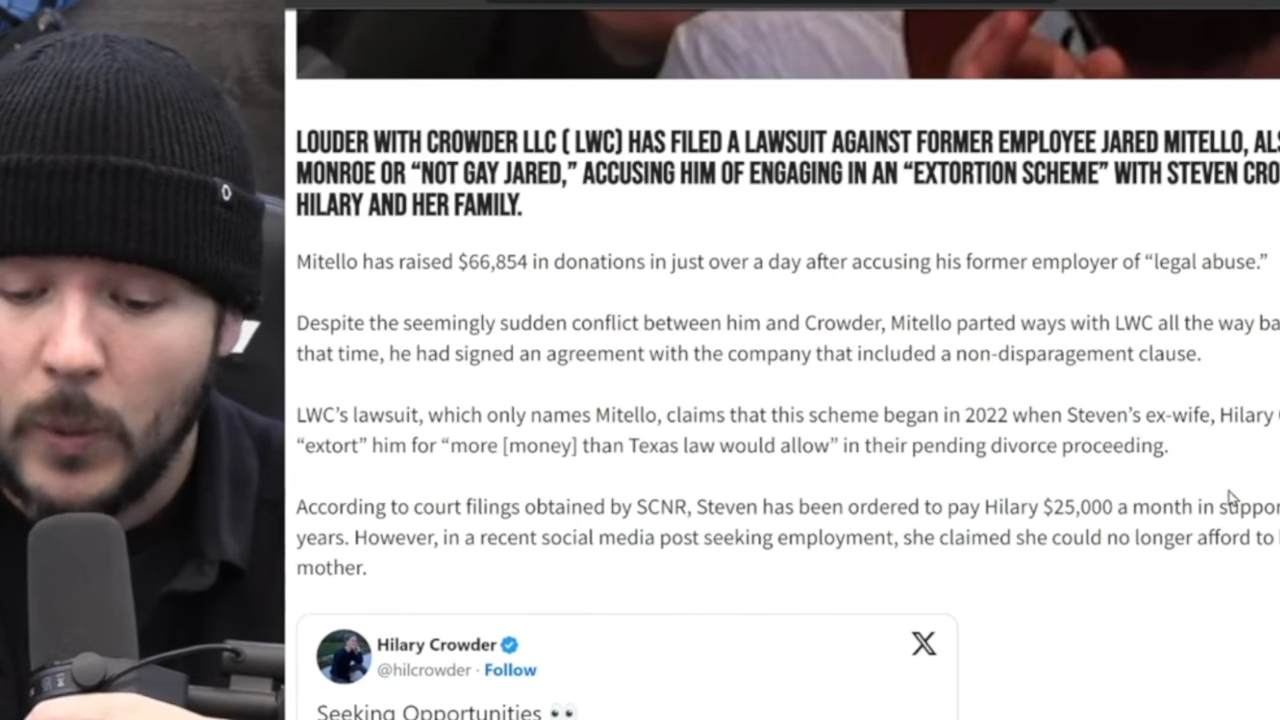 LOUDER WITH CROWDER LLC ( LWC) HAS FILED A LAWSUIT AGAINST FORMER EMPLOYEE JARED MITELLO,
MONROE OR “NOT GAY JARED,” ACCUSING HIM OF ENGAGING IN AN “EXTORTION SCHEME” WITH STEVEN
HILARY AND HER FAMILY.
Mitello has raised $66,854 in donations in just over a day after accusing his former employer of “legal abuse.”
Despite the seemingly sudden conflict between him and Crowder, Mitello parted ways with LWC all the way
that time, he had signed an agreement with the company that included a non-disparagement clause.
LWC’s lawsuit, which only names Mitello, claims that this scheme began in 2022 when Steven’s ex-wife, Hilary
“extort” him for “more [money] than Texas law would allow” in their pending divorce proceeding.
According to court filings obtained by SCNR, Steven has been ordered to pay Hilary $25,000 a month in
years. However, in a recent social media post seeking employment, she claimed she could no longer afford to
mother.
Hilary Crowder
@hilcrowder · Follow
Seeking Opportunities 👀